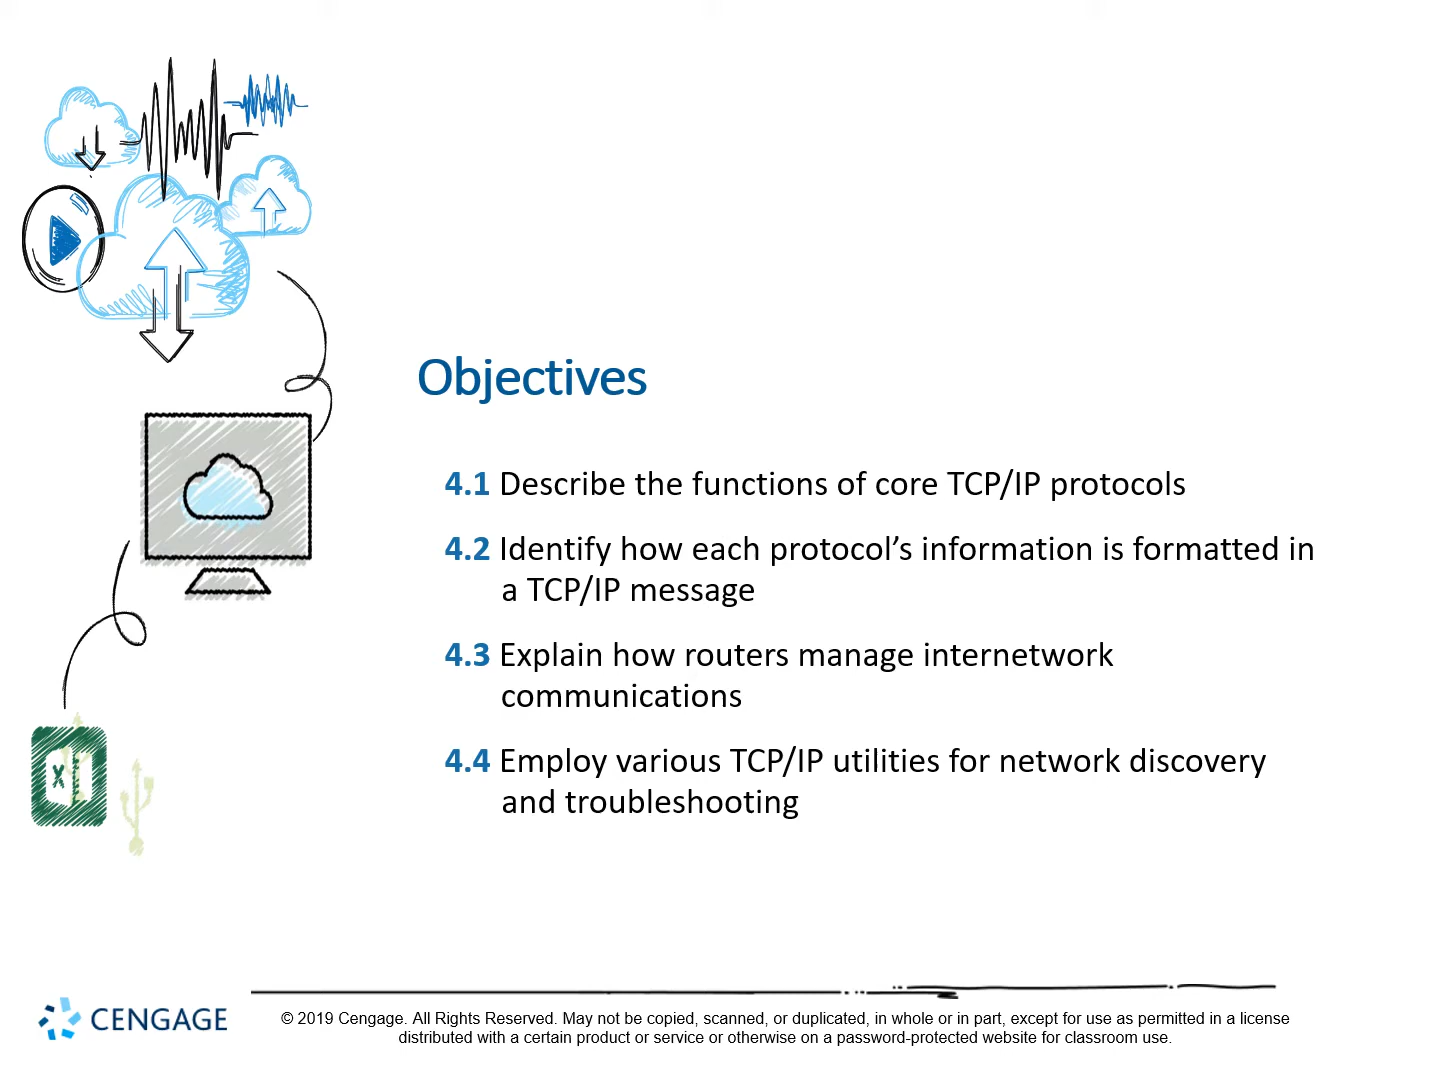 Objectives
4.1 Describe the functions of core TCP/IP protocols
4.2 Identify how each protocol’s information is formatted in
a TCP/IP message
4.3 Explain how routers manage internetwork
communications
4.4 Employ various TCP/IP utilities for network discovery
and troubleshooting
X
CENGAGE
© 2019 Cengage. All Rights Reserved. May not be copied, scanned, or duplicated, in whole or in part, except for use as permitted in a license
distributed with a certain product or service or otherwise on a password-protected website for classroom use.